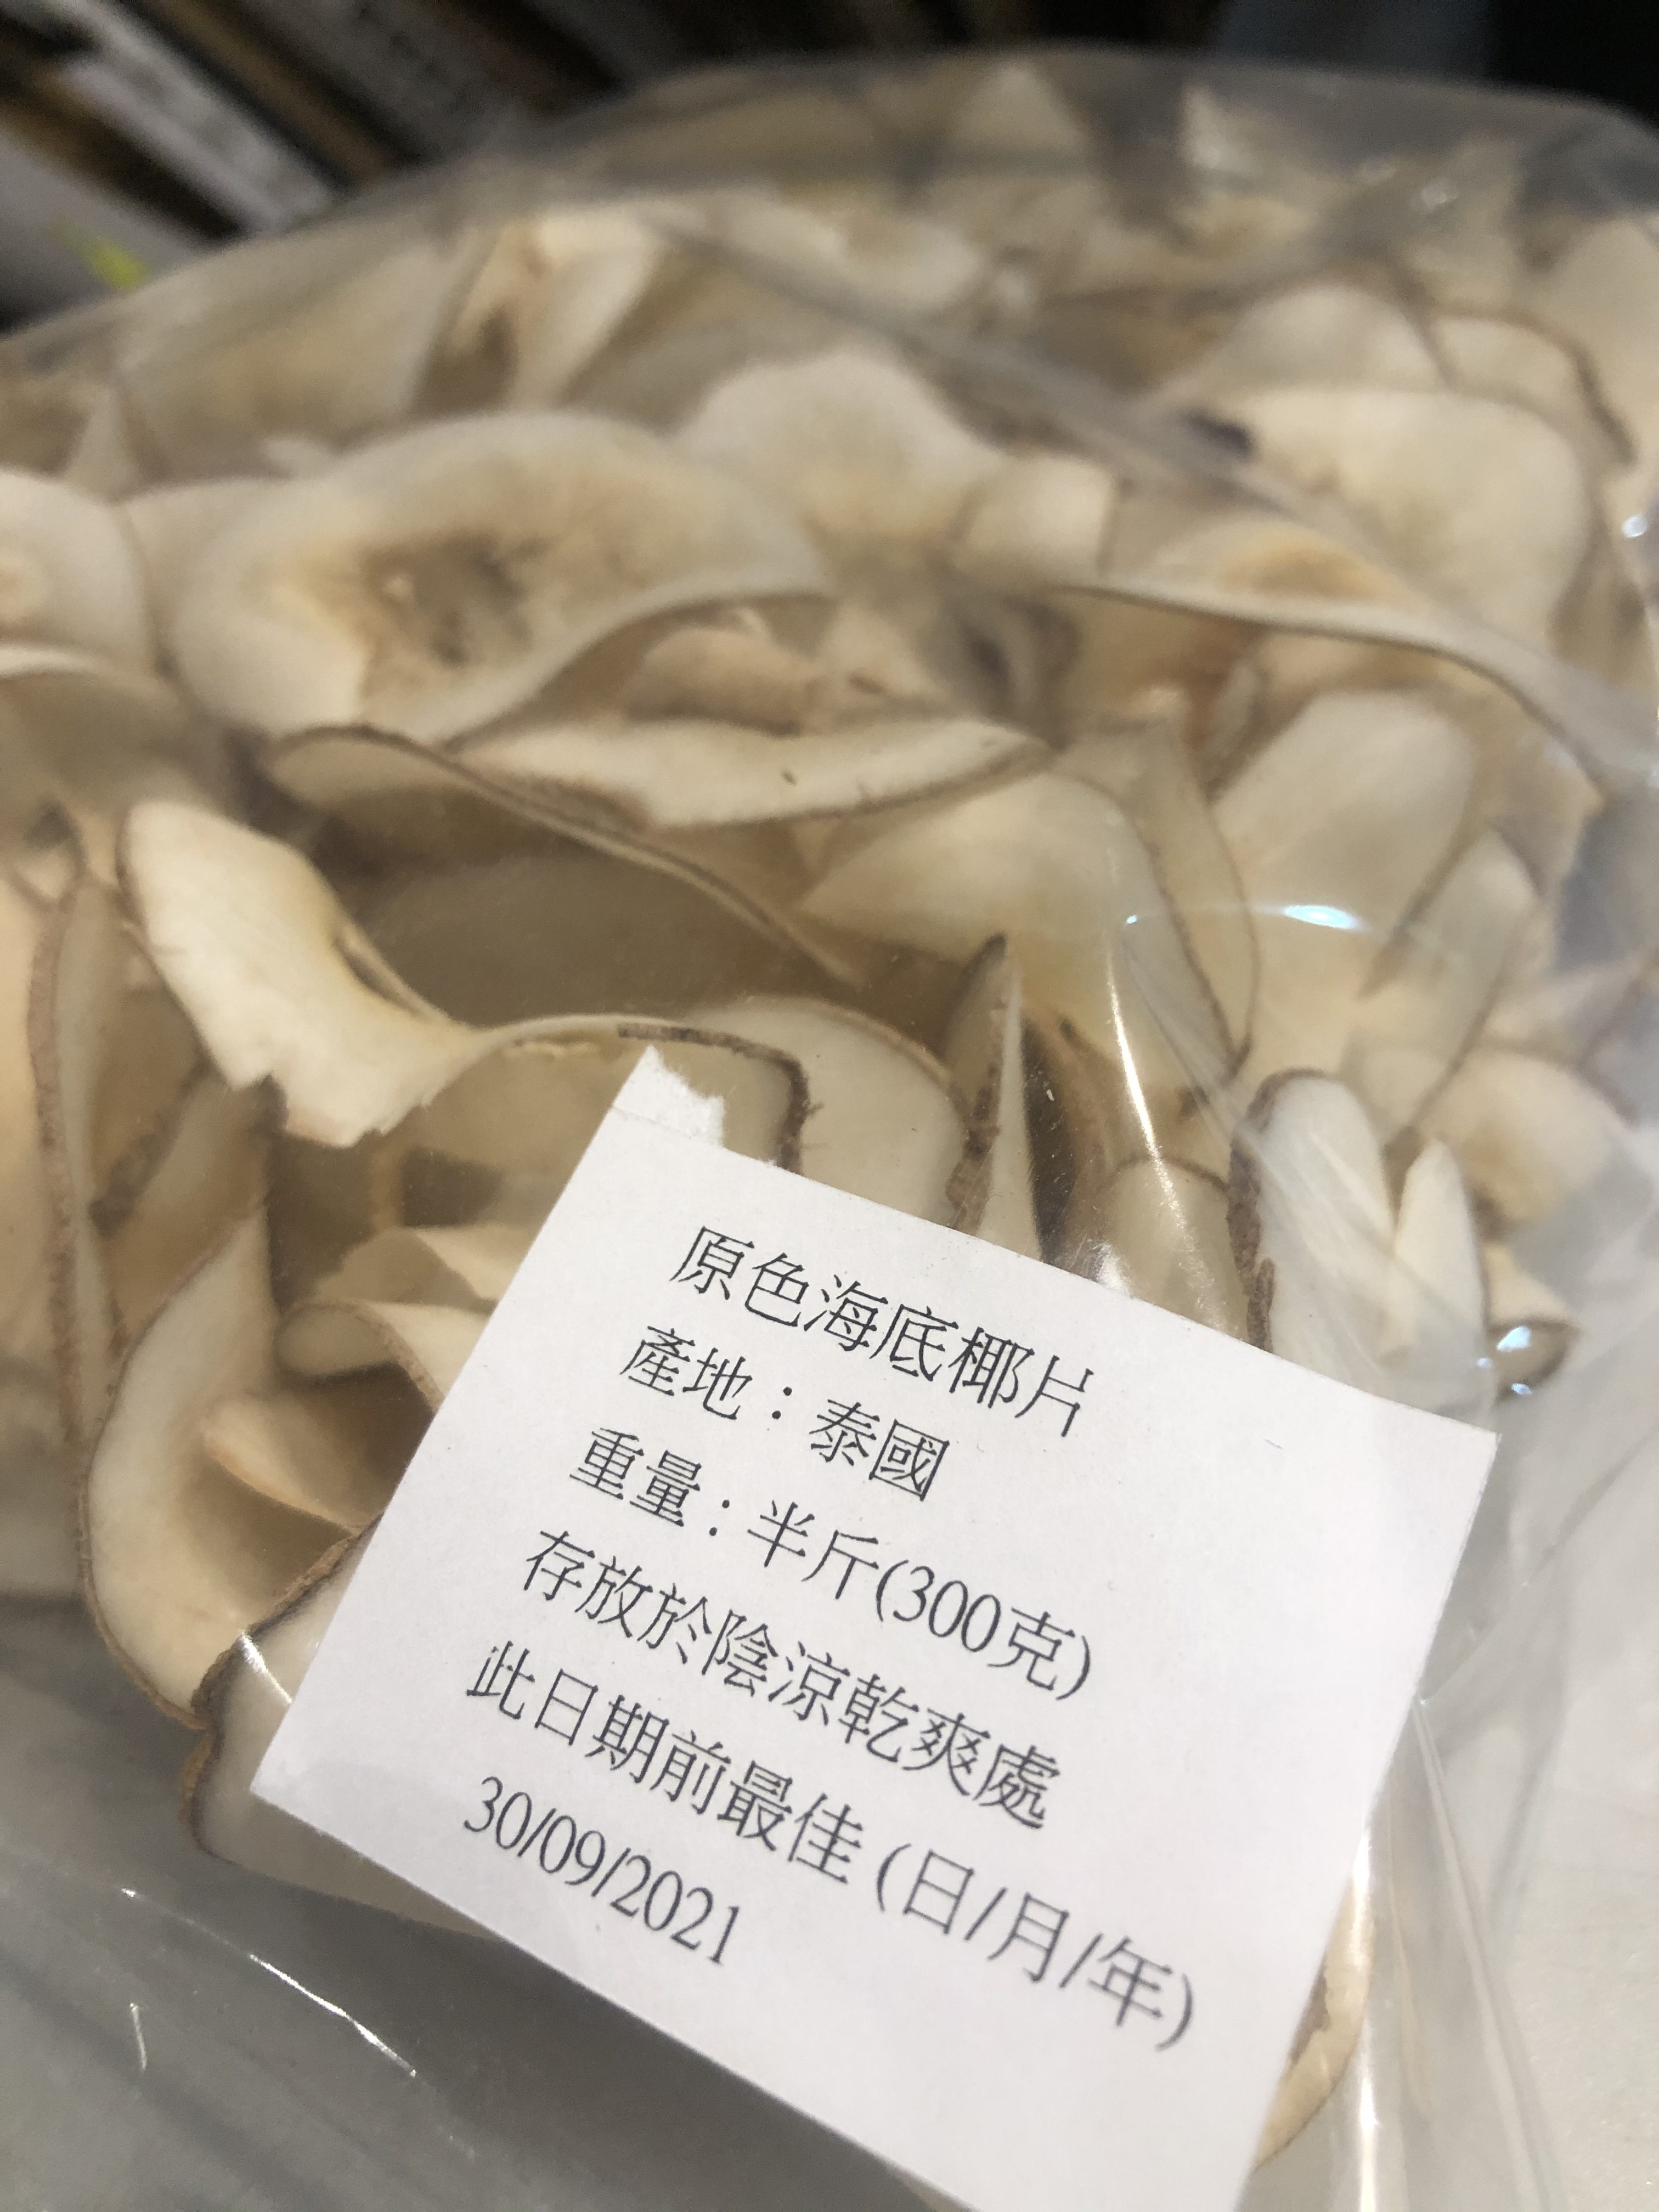 原色海底椰片
產地：泰國
重量：半斤(300克)
存放於陰涼乾爽處
此日期前最佳 (日/月/年)
30/09/2021